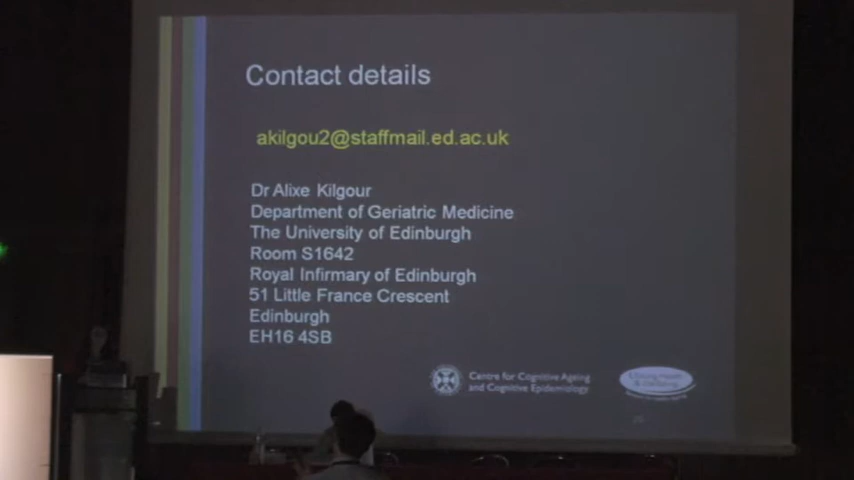 Contact details
akilgou2@staffmail.ed.ac.uk
Dr Alixe Kilgour
Department of Geriatric Medicine
The University of Edinburgh
Room S1642
Royal Infirmary of Edinburgh
51 Little France Crescent
Edinburgh
EH16 4SB
Centre for Cognitive Ageing
and Cognitive Epidemiology